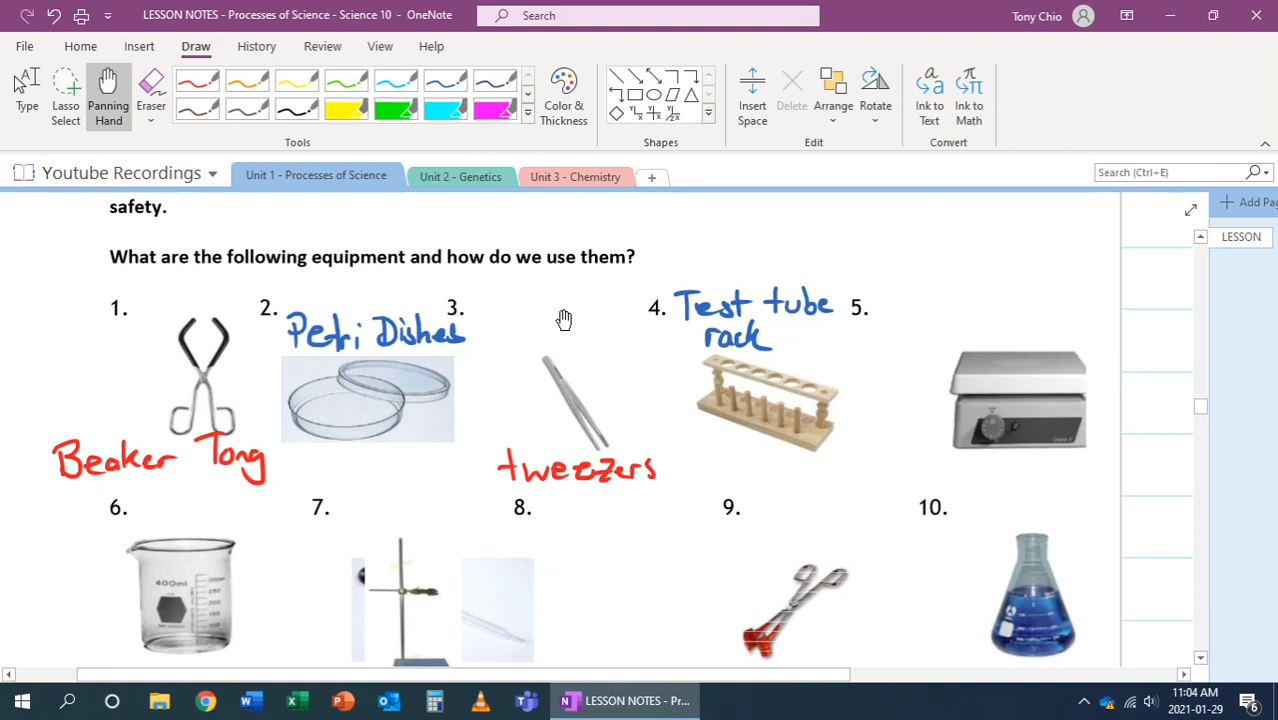 LESSON NOTES - Processes of Science - Science 10 - OneNote
Search
Tony Chio
File Home Insert Draw History Review View Help
Type
Lasso Select
Panning Hand
Eraser
Color & Thickness
Insert Space
Delete
Arrange
Rotate
Ink to Text
Ink to Math
Tools
Shapes
Edit
Convert
Youtube Recordings
Unit 1 - Processes of Science
Unit 2 - Genetics
Unit 3 - Chemistry
Search (Ctrl+E)
Add Pag
LESSON
safety.
What are the following equipment and how do we use them?
1. 2. 3. 4. 5.
Petri Dishes
Test tube
rack
Beaker Tong
tweezers
6. 7. 8. 9. 10.
400ml
LESSON NOTES - Pr...
11:04 AM
2021-01-29
6